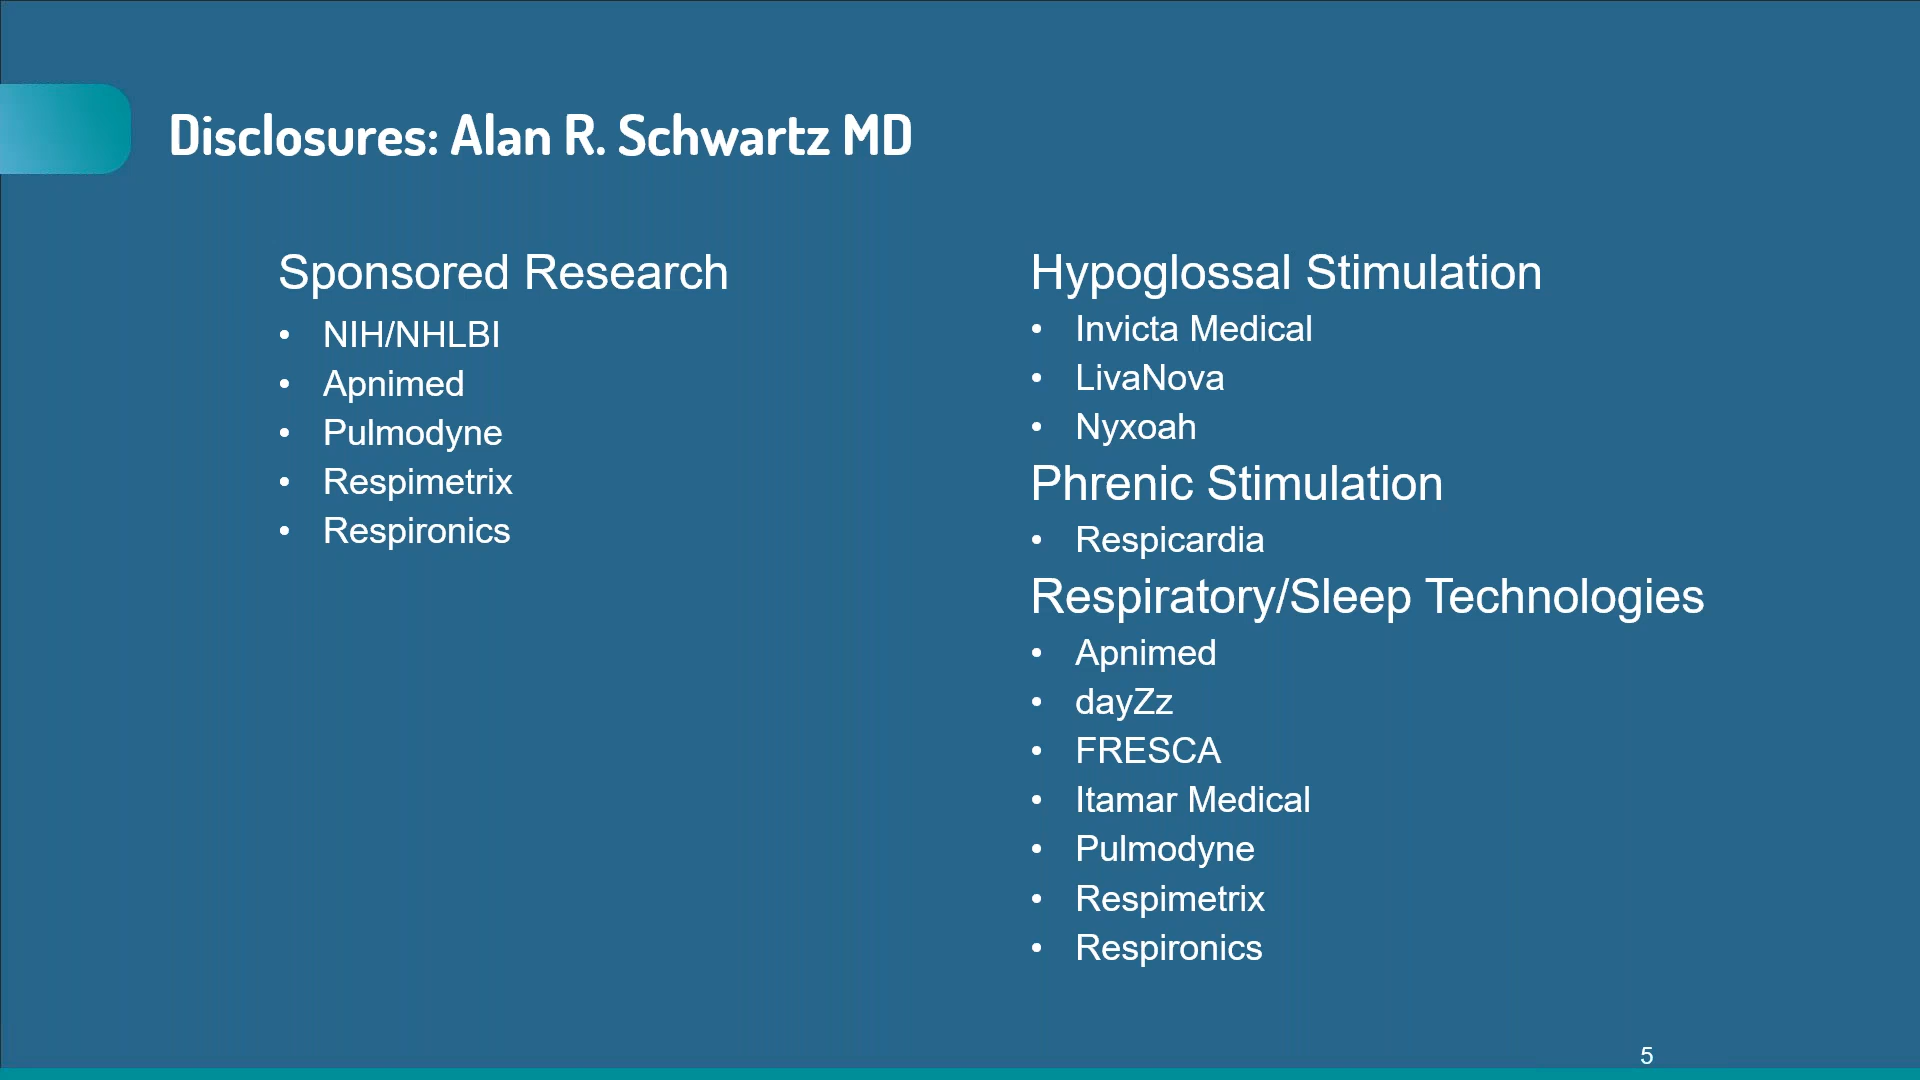 Disclosures: Alan R. Schwartz MD
Sponsored Research
• NIH/NHLBI
• Apnimed
• Pulmodyne
• Respimetrix
• Respironics
Hypoglossal Stimulation
• Invicta Medical
• LivaNova
• Nyxoah
Phrenic Stimulation
• Respicardia
Respiratory/Sleep Technologies
• Apnimed
• dayZz
• FRESCA
• Itamar Medical
• Pulmodyne
• Respimetrix
• Respironics
5